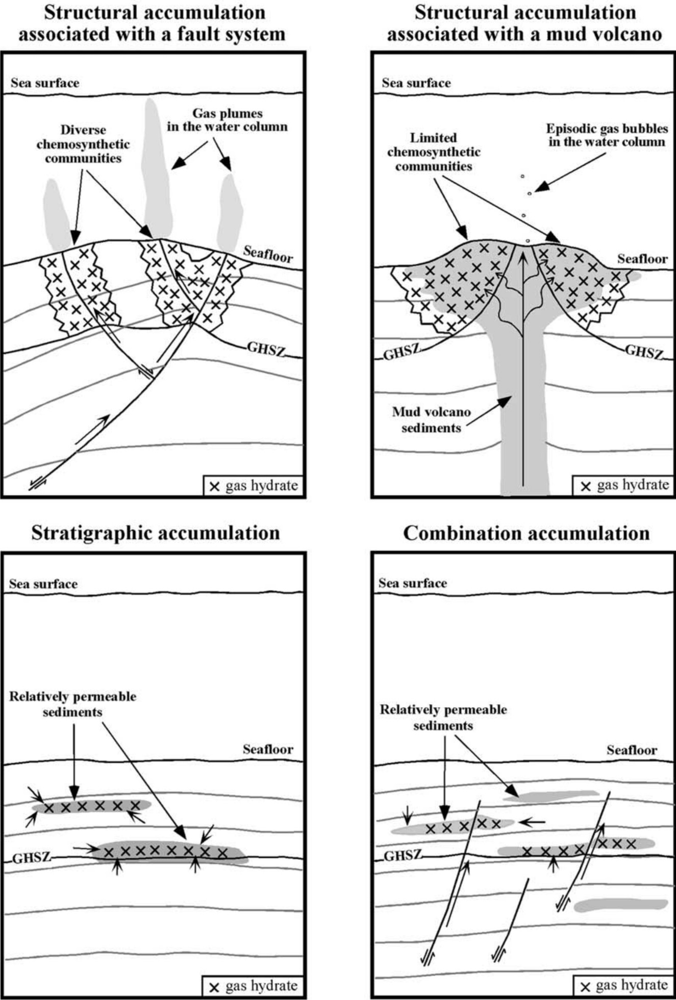 Structural accumulation
associated with a fault system
Sea surface
Gas plumes
in the water column
Diverse
chemosynthetic
communities
Seafloor
GHSZ
× gas hydrate
Structural accumulation
associated with a mud volcano
Sea surface
Episodic gas bubbles
in the water column
Limited
chemosynthetic
communities
Seafloor
GHSZ
GHSZ
Mud volcano
sediments
× gas hydrate
Stratigraphic accumulation
Sea surface
Relatively permeable
sediments
Seafloor
GHSZ
× gas hydrate
Combination accumulation
Sea surface
Relatively permeable
sediments
Seafloor
GHSZ
× gas hydrate